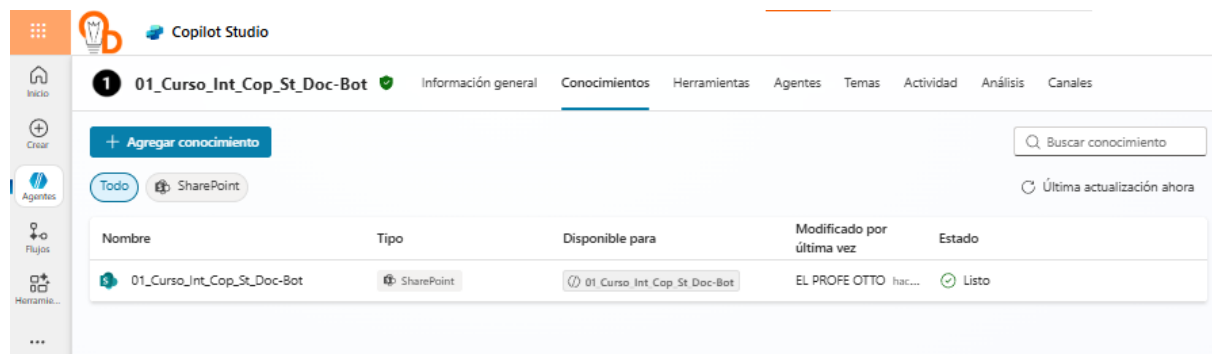 Copilot Studio
Inicio
Crear
Agentes
Flujos
Herramie...
...
1 01_Curso_Int_Cop_St_Doc-Bot Información general Conocimientos Herramientas Agentes Temas Actividad Análisis Canales
+ Agregar conocimiento Buscar conocimiento
Todo SharePoint Última actualización ahora
Nombre Tipo Disponible para Modificado por última vez Estado
01_Curso_Int_Cop_St_Doc-Bot SharePoint 01_Curso_Int_Cop_St_Doc-Bot EL PROFE OTTO hac... Listo